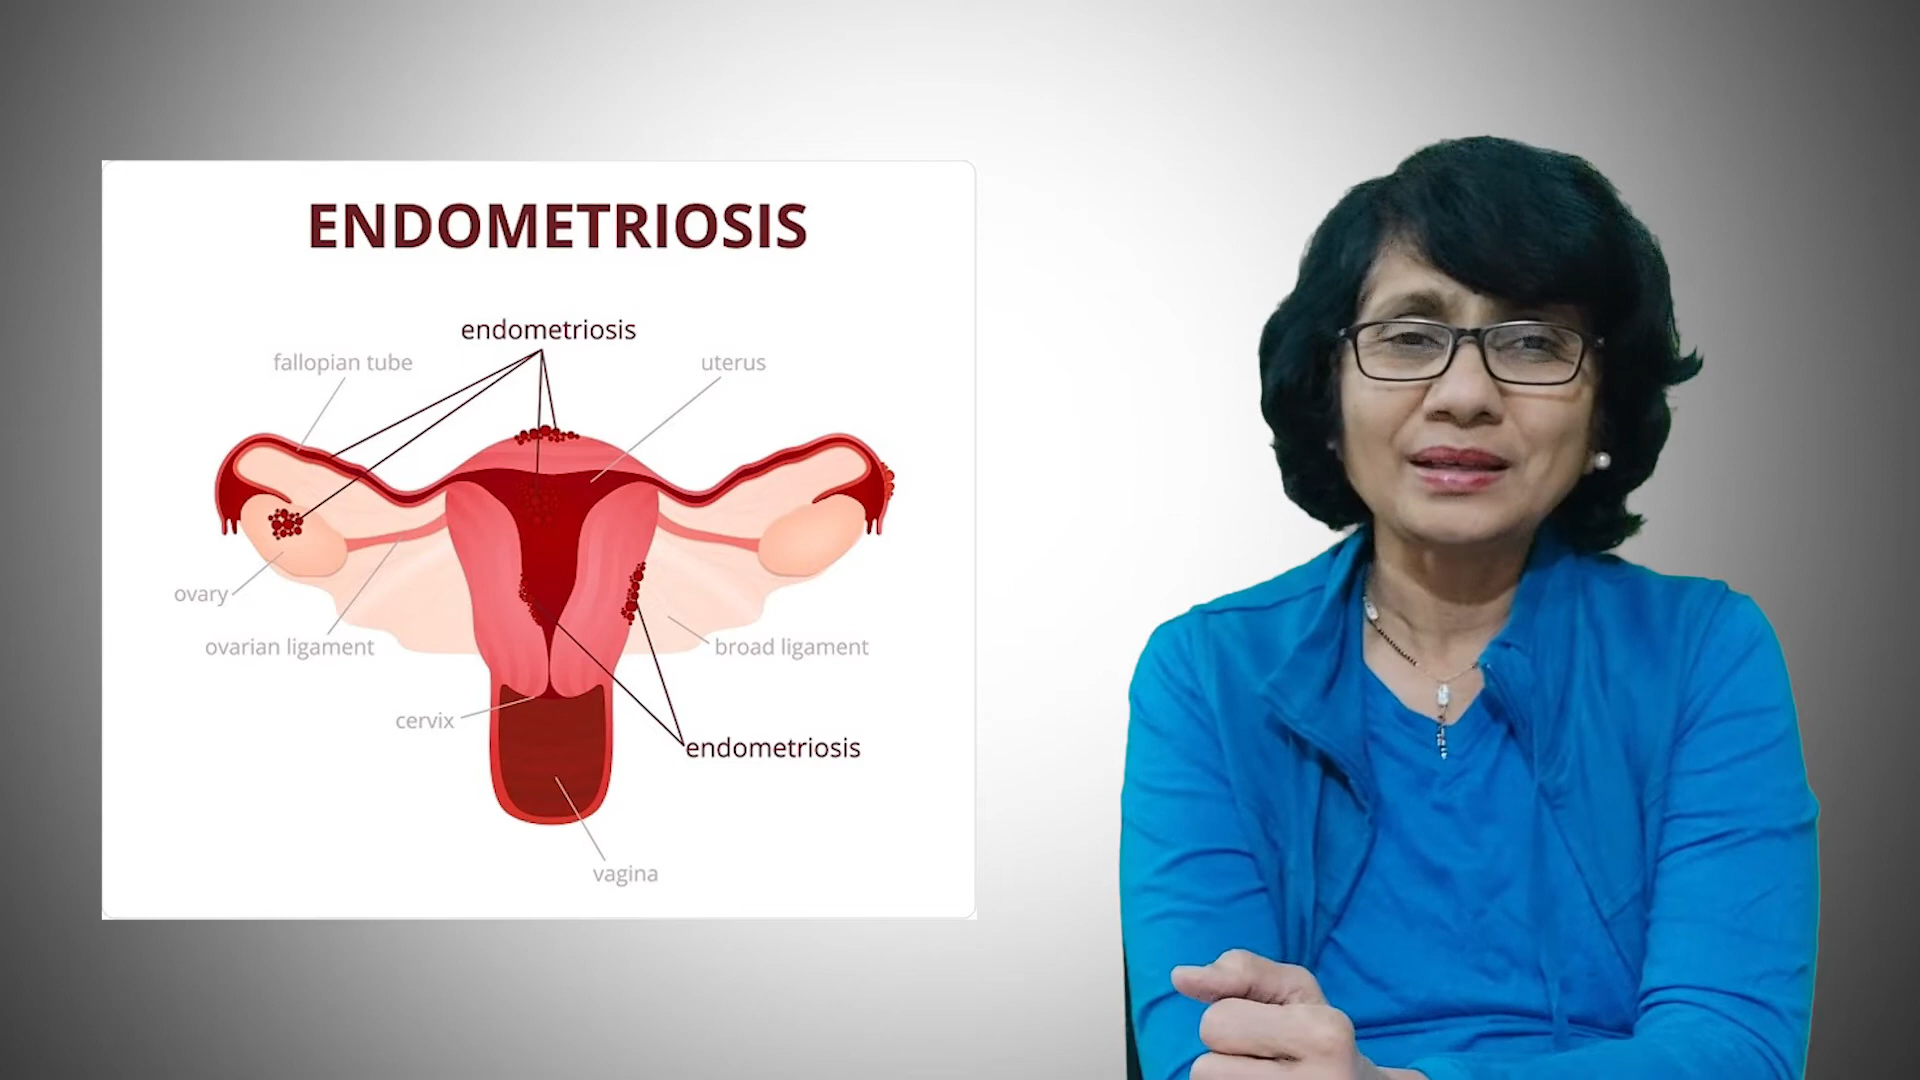 ENDOMETRIOSIS
endometriosis
fallopian tube
uterus
ovary
ovarian ligament
broad ligament
cervix
endometriosis
vagina